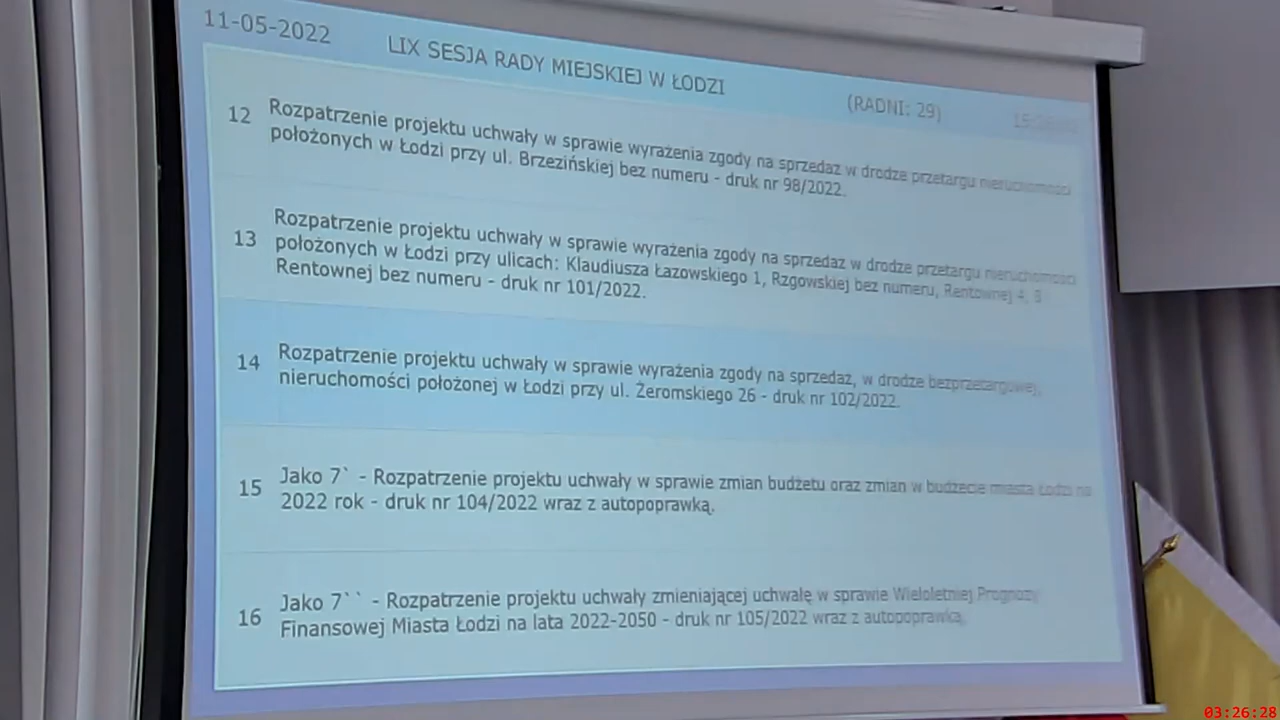 11-05-2022 LIX SESJA RADY MIEJSKIEJ W ŁODZI (RADNI: 29)
12 Rozpatrzenie projektu uchwały w sprawie wyrażenia zgody na sprzedaż w drodze przetargu nieruchomości
położonych w Łodzi przy ul. Brzezińskiej bez numeru - druk nr 98/2022.
13 Rozpatrzenie projektu uchwały w sprawie wyrażenia zgody na sprzedaż w drodze przetargu nieruchomości
położonych w Łodzi przy ulicach: Klaudiusza Łazowskiego 1, Rzgowskiej bez numeru, Rentownej 4, 8
Rentownej bez numeru - druk nr 101/2022.
14 Rozpatrzenie projektu uchwały w sprawie wyrażenia zgody na sprzedaż, w drodze bezprzetargowej,
nieruchomości położonej w Łodzi przy ul. Żeromskiego 26 - druk nr 102/2022.
15 Jako 7` - Rozpatrzenie projektu uchwały w sprawie zmian budżetu oraz zmian w budżecie miasta Łodzi na
2022 rok - druk nr 104/2022 wraz z autopoprawką.
16 Jako 7`` - Rozpatrzenie projektu uchwały zmieniającej uchwałę w sprawie Wieloletniej Prognozy
Finansowej Miasta Łodzi na lata 2022-2050 - druk nr 105/2022 wraz z autopoprawką.
03:26:28